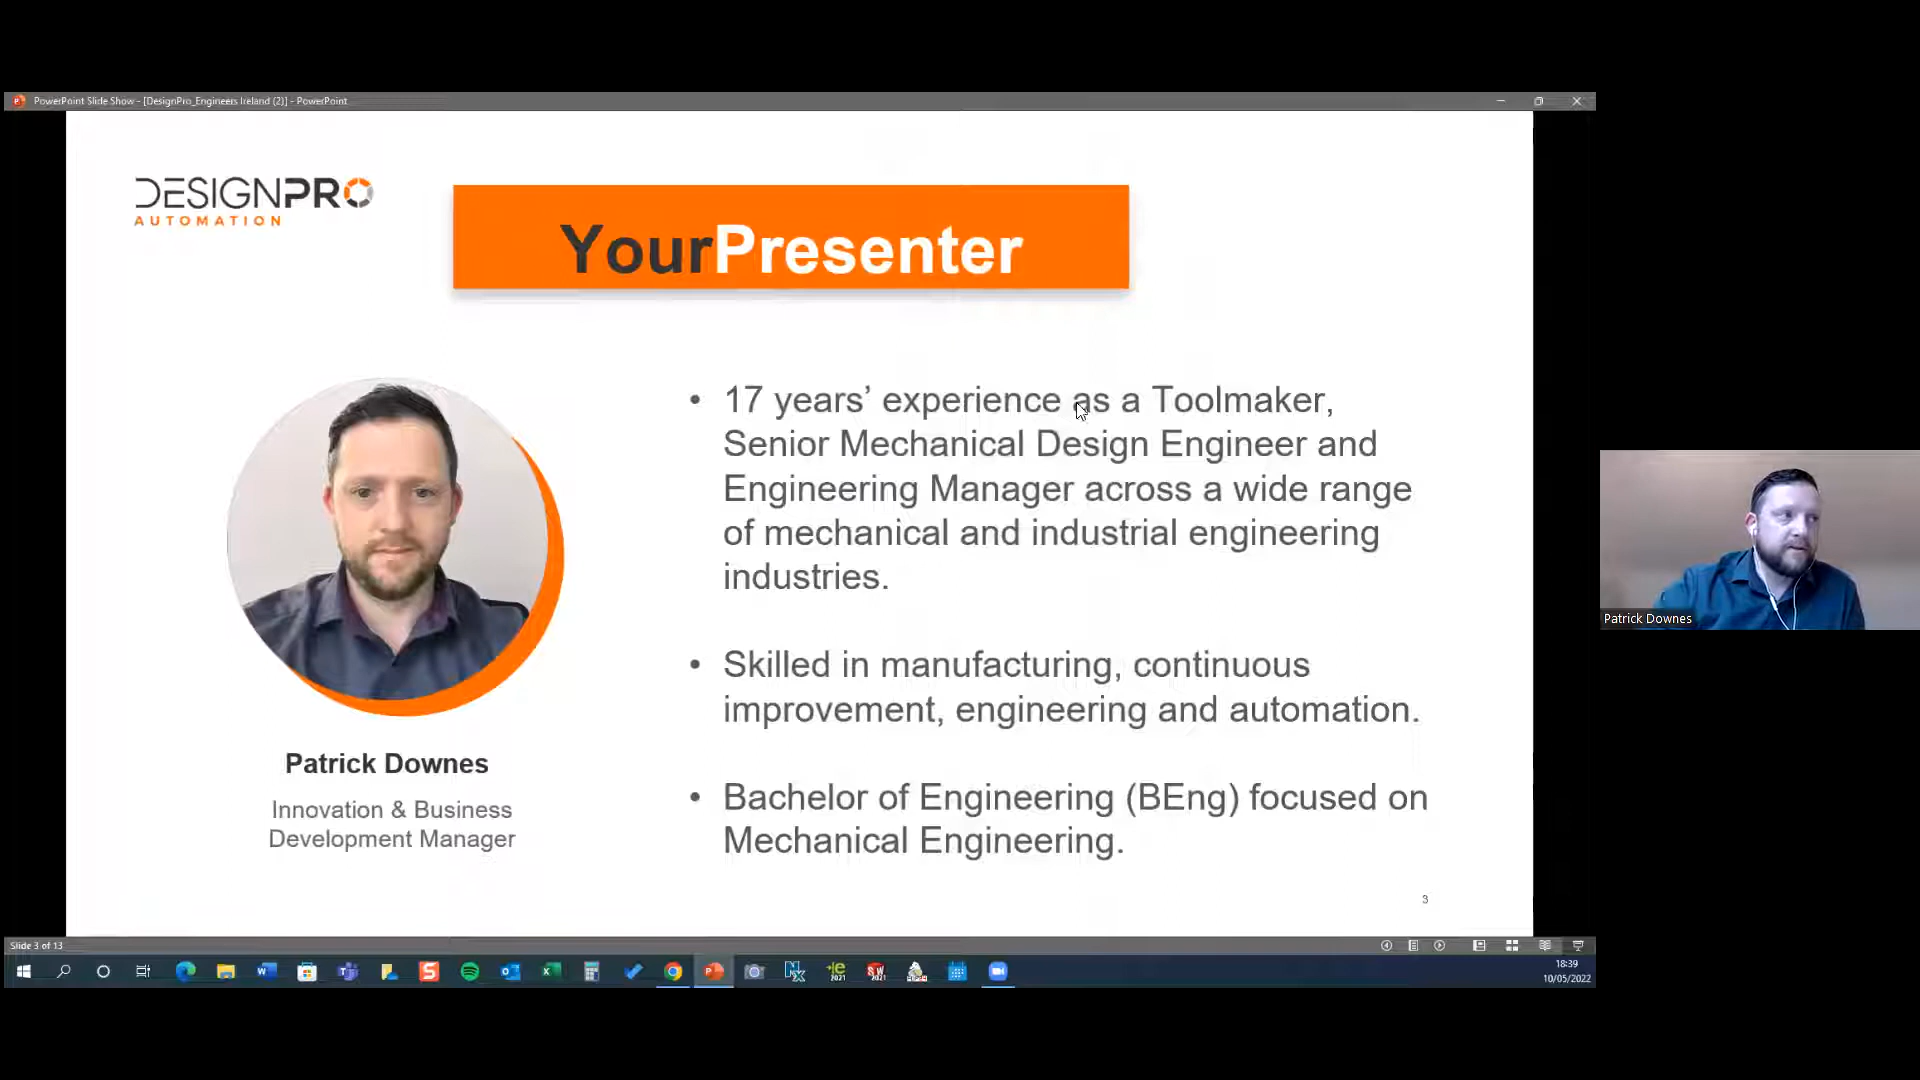 PowerPoint Slide Show - [DesignPro_Engineers Ireland (2)] - PowerPoint
DESIGNPRO
AUTOMATION
YourPresenter
• 17 years’ experience as a Toolmaker,
Senior Mechanical Design Engineer and
Engineering Manager across a wide range
of mechanical and industrial engineering
industries.
• Skilled in manufacturing, continuous
improvement, engineering and automation.
• Bachelor of Engineering (BEng) focused on
Mechanical Engineering.
Patrick Downes
Innovation & Business
Development Manager
3
Patrick Downes
Slide 3 of 13
18:39
10/05/2022